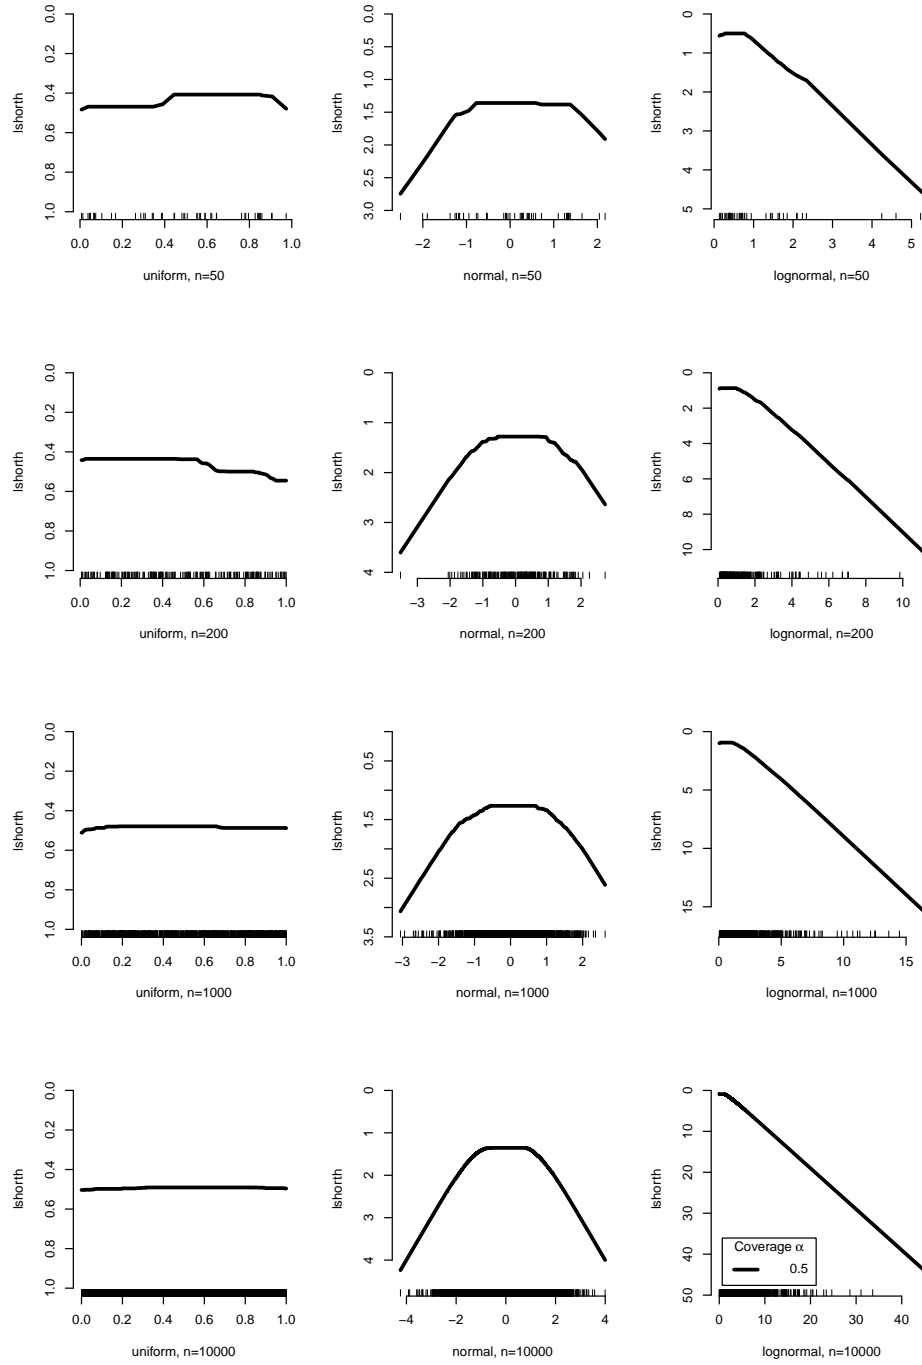 lshorth
1.0 0.8 0.6 0.4 0.2 0.0
0.0 0.2 0.4 0.6 0.8 1.0
uniform, n=50
lshorth
3.0 2.5 2.0 1.5 1.0 0.5 0.0
−2 −1 0 1 2
normal, n=50
lshorth
5 4 3 2 1 0
0 1 2 3 4 5
lognormal, n=50
lshorth
1.0 0.8 0.6 0.4 0.2 0.0
0.0 0.2 0.4 0.6 0.8 1.0
uniform, n=200
lshorth
4 3 2 1 0
−3 −2 −1 0 1 2
normal, n=200
lshorth
10 8 6 4 2 0
0 2 4 6 8 10
lognormal, n=200
lshorth
1.0 0.8 0.6 0.4 0.2 0.0
0.0 0.2 0.4 0.6 0.8 1.0
uniform, n=1000
lshorth
3.5 2.5 1.5 0.5
−3 −2 −1 0 1 2
normal, n=1000
lshorth
15 10 5 0
0 5 10 15
lognormal, n=1000
lshorth
1.0 0.8 0.6 0.4 0.2 0.0
0.0 0.2 0.4 0.6 0.8 1.0
uniform, n=10000
lshorth
4 3 2 1 0
−4 −2 0 2 4
normal, n=10000
lshorth
50 40 30 20 10 0
Coverage α
0.5
0 10 20 30 40
lognormal, n=10000